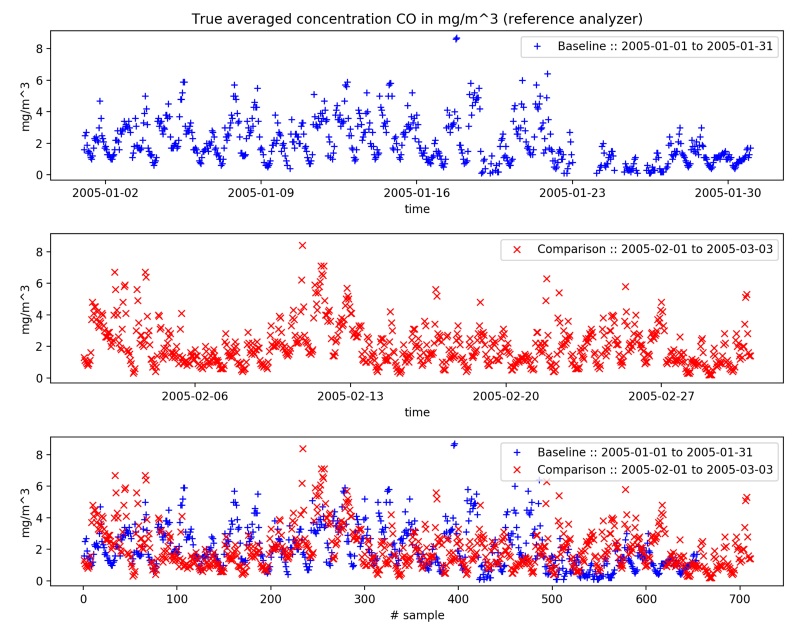 True averaged concentration CO in mg/m^3 (reference analyzer)
8
6
4
2
0
mg/m^3
Baseline :: 2005-01-01 to 2005-01-31
2005-01-02 2005-01-09 2005-01-16 2005-01-23 2005-01-30
time
8
6
4
2
0
mg/m^3
Comparison :: 2005-02-01 to 2005-03-03
2005-02-06 2005-02-13 2005-02-20 2005-02-27
time
8
6
4
2
0
mg/m^3
Baseline :: 2005-01-01 to 2005-01-31
Comparison :: 2005-02-01 to 2005-03-03
0 100 200 300 400 500 600 700
# sample